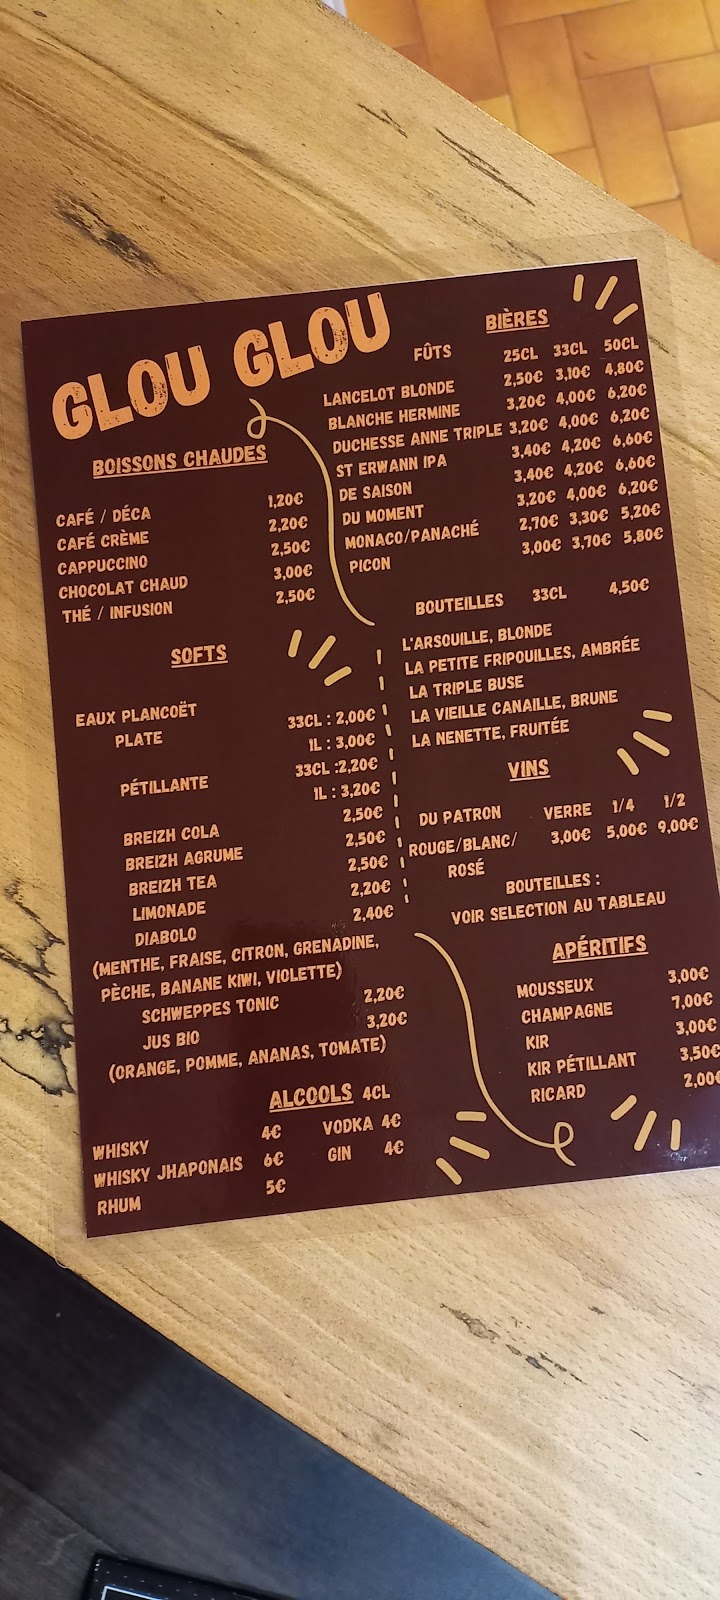 GLOU GLOU
BOISSONS CHAUDES
CAFÉ / DÉCA 1,20€
CAFÉ CRÈME 2,20€
CAPPUCCINO 2,50€
CHOCOLAT CHAUD 3,00€
THÉ / INFUSION 2,50€
SOFTS
EAUX PLANCOËT
PLATE 33CL : 2,00€
1L : 3,00€
PÉTILLANTE 33CL :2,20€
1L : 3,20€
BREIZH COLA 2,50€
BREIZH AGRUME 2,50€
BREIZH TEA 2,50€
LIMONADE 2,20€
DIABOLO 2,40€
(MENTHE, FRAISE, CITRON, GRENADINE,
PÈCHE, BANANE KIWI, VIOLETTE)
SCHWEPPES TONIC 2,20€
JUS BIO 3,20€
(ORANGE, POMME, ANANAS, TOMATE)
ALCOOLS 4CL
WHISKY 4€ VODKA 4€
WHISKY JHAPONAIS 6€ GIN 4€
RHUM 5€
BIÈRES
FÛTS 25CL 33CL 50CL
LANCELOT BLONDE 2,50€ 3,10€ 4,80€
BLANCHE HERMINE 3,20€ 4,00€ 6,20€
DUCHESSE ANNE TRIPLE 3,20€ 4,00€ 6,20€
ST ERWANN IPA 3,40€ 4,20€ 6,60€
DE SAISON 3,40€ 4,20€ 6,60€
DU MOMENT 3,20€ 4,00€ 6,20€
MONACO/PANACHÉ 2,70€ 3,30€ 5,20€
PICON 3,00€ 3,70€ 5,80€
BOUTEILLES 33CL 4,50€
L'ARSOUILLE, BLONDE
LA PETITE FRIPOUILLES, AMBRÉE
LA TRIPLE BUSE
LA VIEILLE CANAILLE, BRUNE
LA NENETTE, FRUITÉE
VINS
DU PATRON VERRE 1/4 1/2
ROUGE/BLANC/ 3,00€ 5,00€ 9,00€
ROSÉ
BOUTEILLES :
VOIR SELECTION AU TABLEAU
APÉRITIFS
MOUSSEUX 3,00€
CHAMPAGNE 7,00€
KIR 3,00€
KIR PÉTILLANT 3,50€
RICARD 2,00€